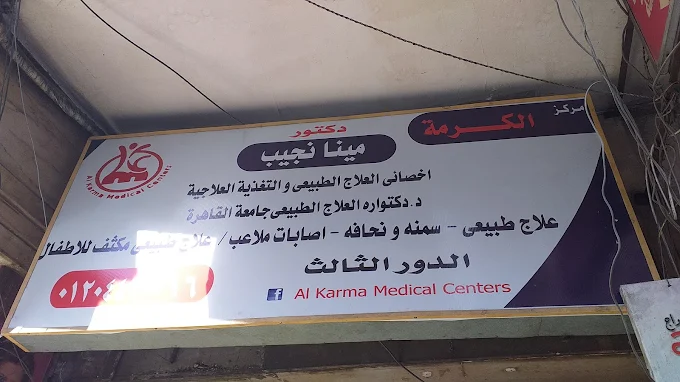 مركز
الكرمة
دكتور
مينا نجيب
اخصائى العلاج الطبيعى و التغذية العلاجية
د.دكتواره العلاج الطبيعى جامعة القاهرة
علاج طبيعى - سمنه و نحافه - اصابات ملاعب / علاج طبيعى مكثف للاطفال
الدور الثالث
Al Karma Medical Centers
Al Karma Medical Centers